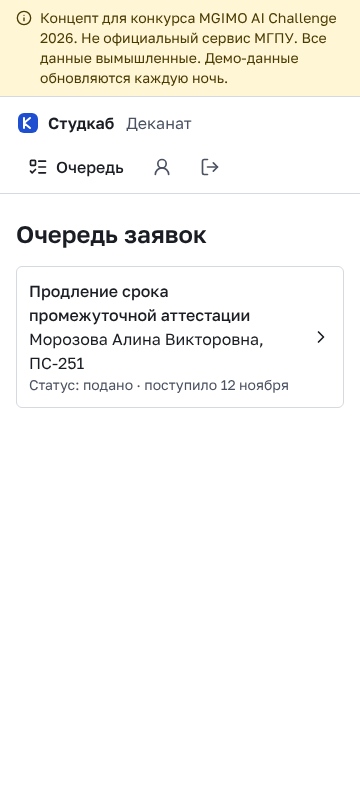 Концепт для конкурса MGIMO AI Challenge
2026. Не официальный сервис МГПУ. Все
данные вымышленные. Демо-данные
обновляются каждую ночь.
Студкаб Деканат
Очередь
Очередь заявок
Продление срока
промежуточной аттестации
Морозова Алина Викторовна,
ПС-251
Статус: подано · поступило 12 ноября